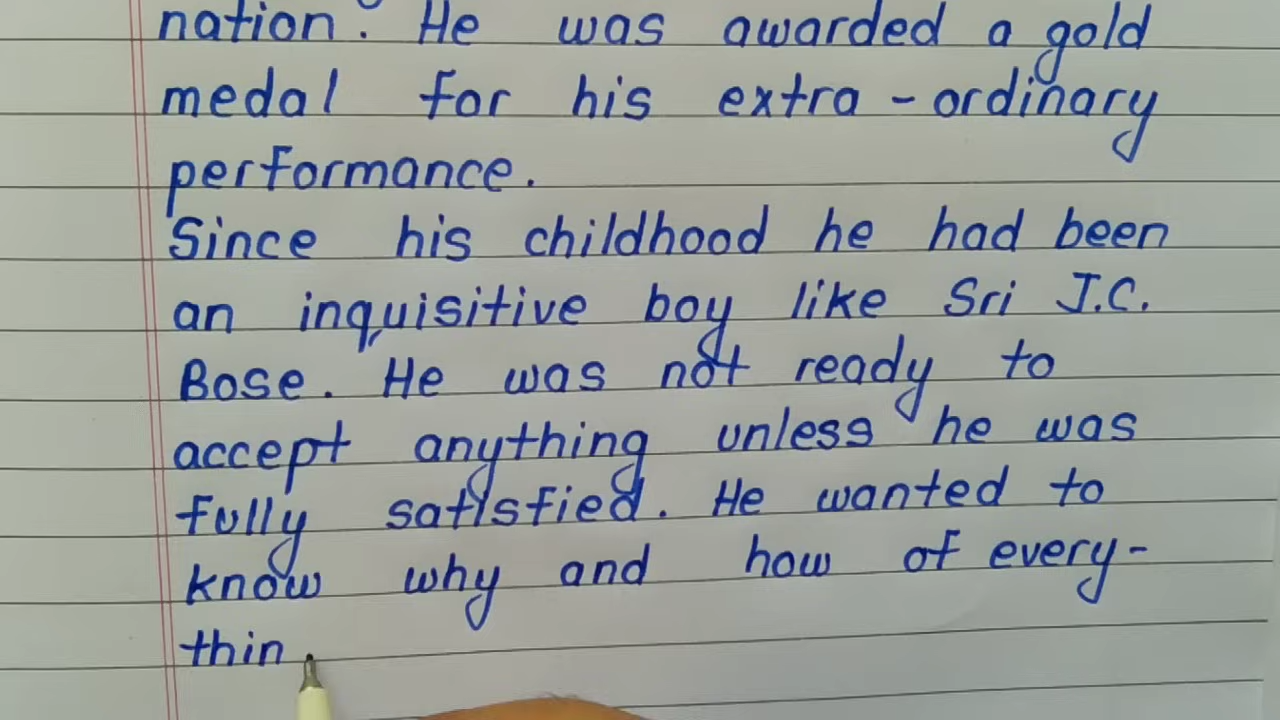 nation. He was awarded a gold
medal for his extra - ordinary
performance.
Since his childhood he had been
an inquisitive boy like Sri J.C.
Bose. He was not ready to
accept anything unless he was
fully satisfied. He wanted to
know why and how of every-
thin